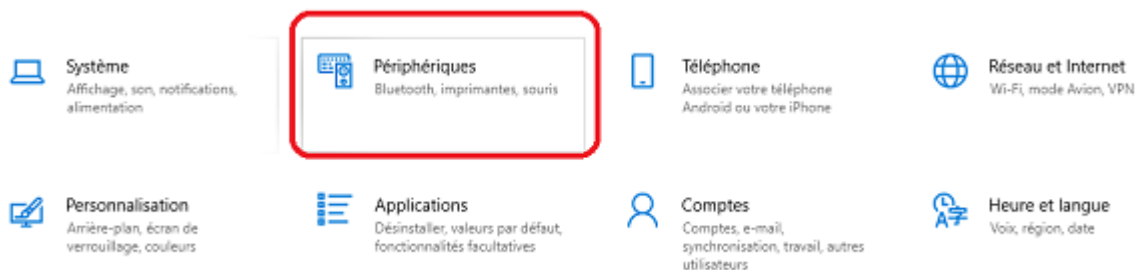 Système
Affichage, son, notifications,
alimentation
Périphériques
Bluetooth, imprimantes, souris
Téléphone
Associer votre téléphone
Android ou votre iPhone
Réseau et Internet
Wi-Fi, mode Avion, VPN
Personnalisation
Arrière-plan, écran de
verrouillage, couleurs
Applications
Désinstaller, valeurs par défaut,
fonctionnalités facultatives
Comptes
Comptes, e-mail,
synchronisation, travail, autres
utilisateurs
Heure et langue
Voix, région, date